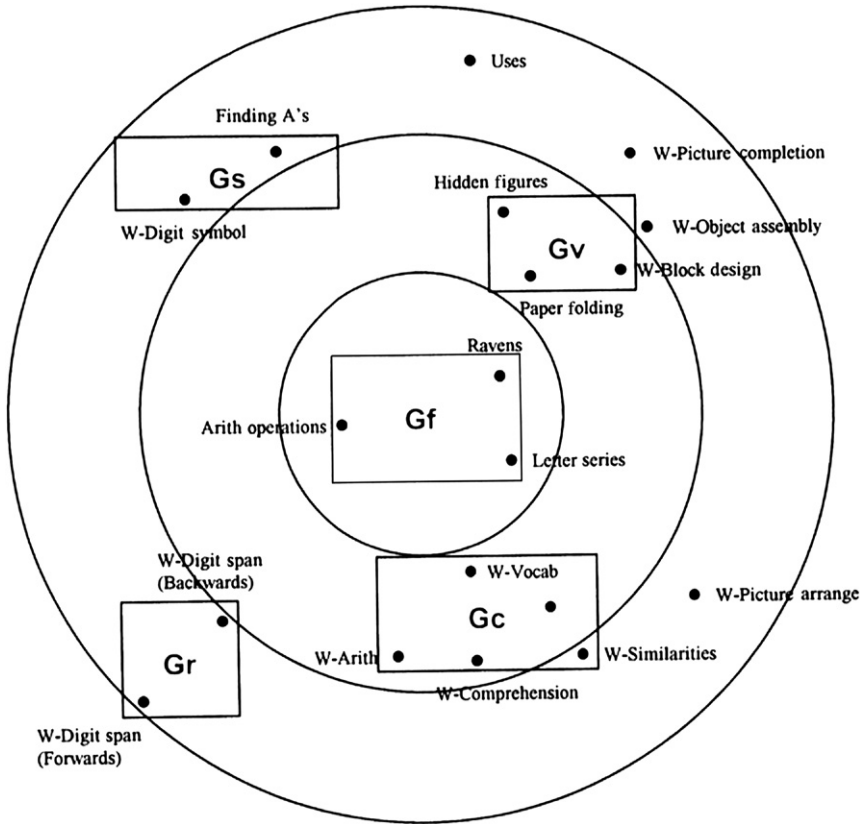 Uses
Finding A's
W-Picture completion
Gs
Hidden figures
W-Digit symbol
W-Object assembly
Gv
W-Block design
Paper folding
Ravens
Gf
Arith operations
Letter series
W-Digit span
(Backwards)
W-Vocab
W-Picture arrange
Gc
Gr
W-Arith
W-Similarities
W-Comprehension
W-Digit span
(Forwards)